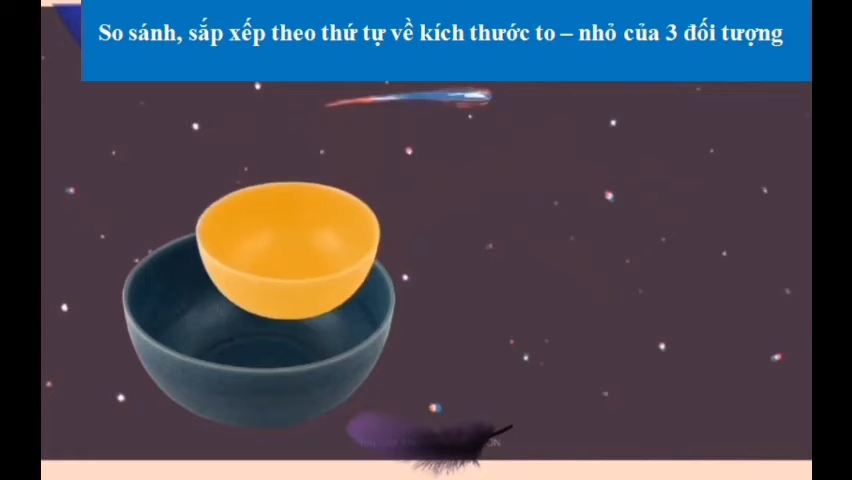 So sánh, sắp xếp theo thứ tự về kích thước to – nhỏ của 3 đối tượng